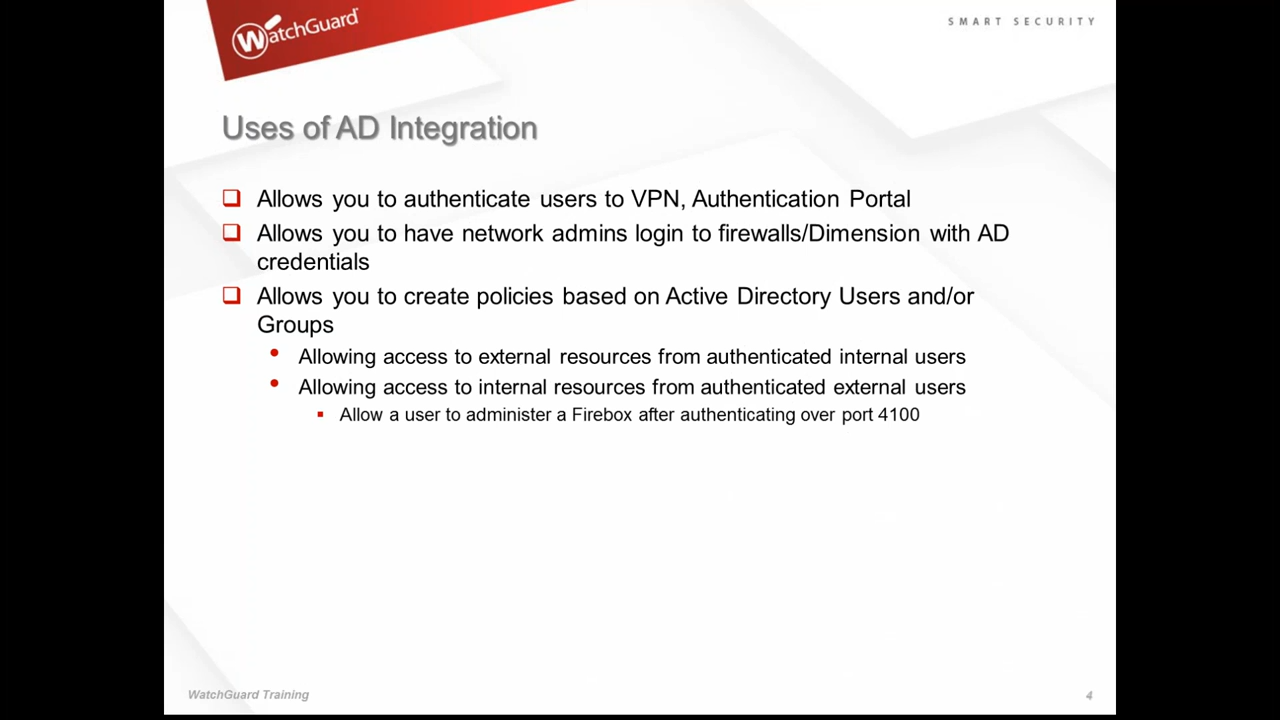 WatchGuard
SMART SECURITY
Uses of AD Integration
Allows you to authenticate users to VPN, Authentication Portal
Allows you to have network admins login to firewalls/Dimension with AD
credentials
Allows you to create policies based on Active Directory Users and/or
Groups
Allowing access to external resources from authenticated internal users
Allowing access to internal resources from authenticated external users
Allow a user to administer a Firebox after authenticating over port 4100
WatchGuard Training
4